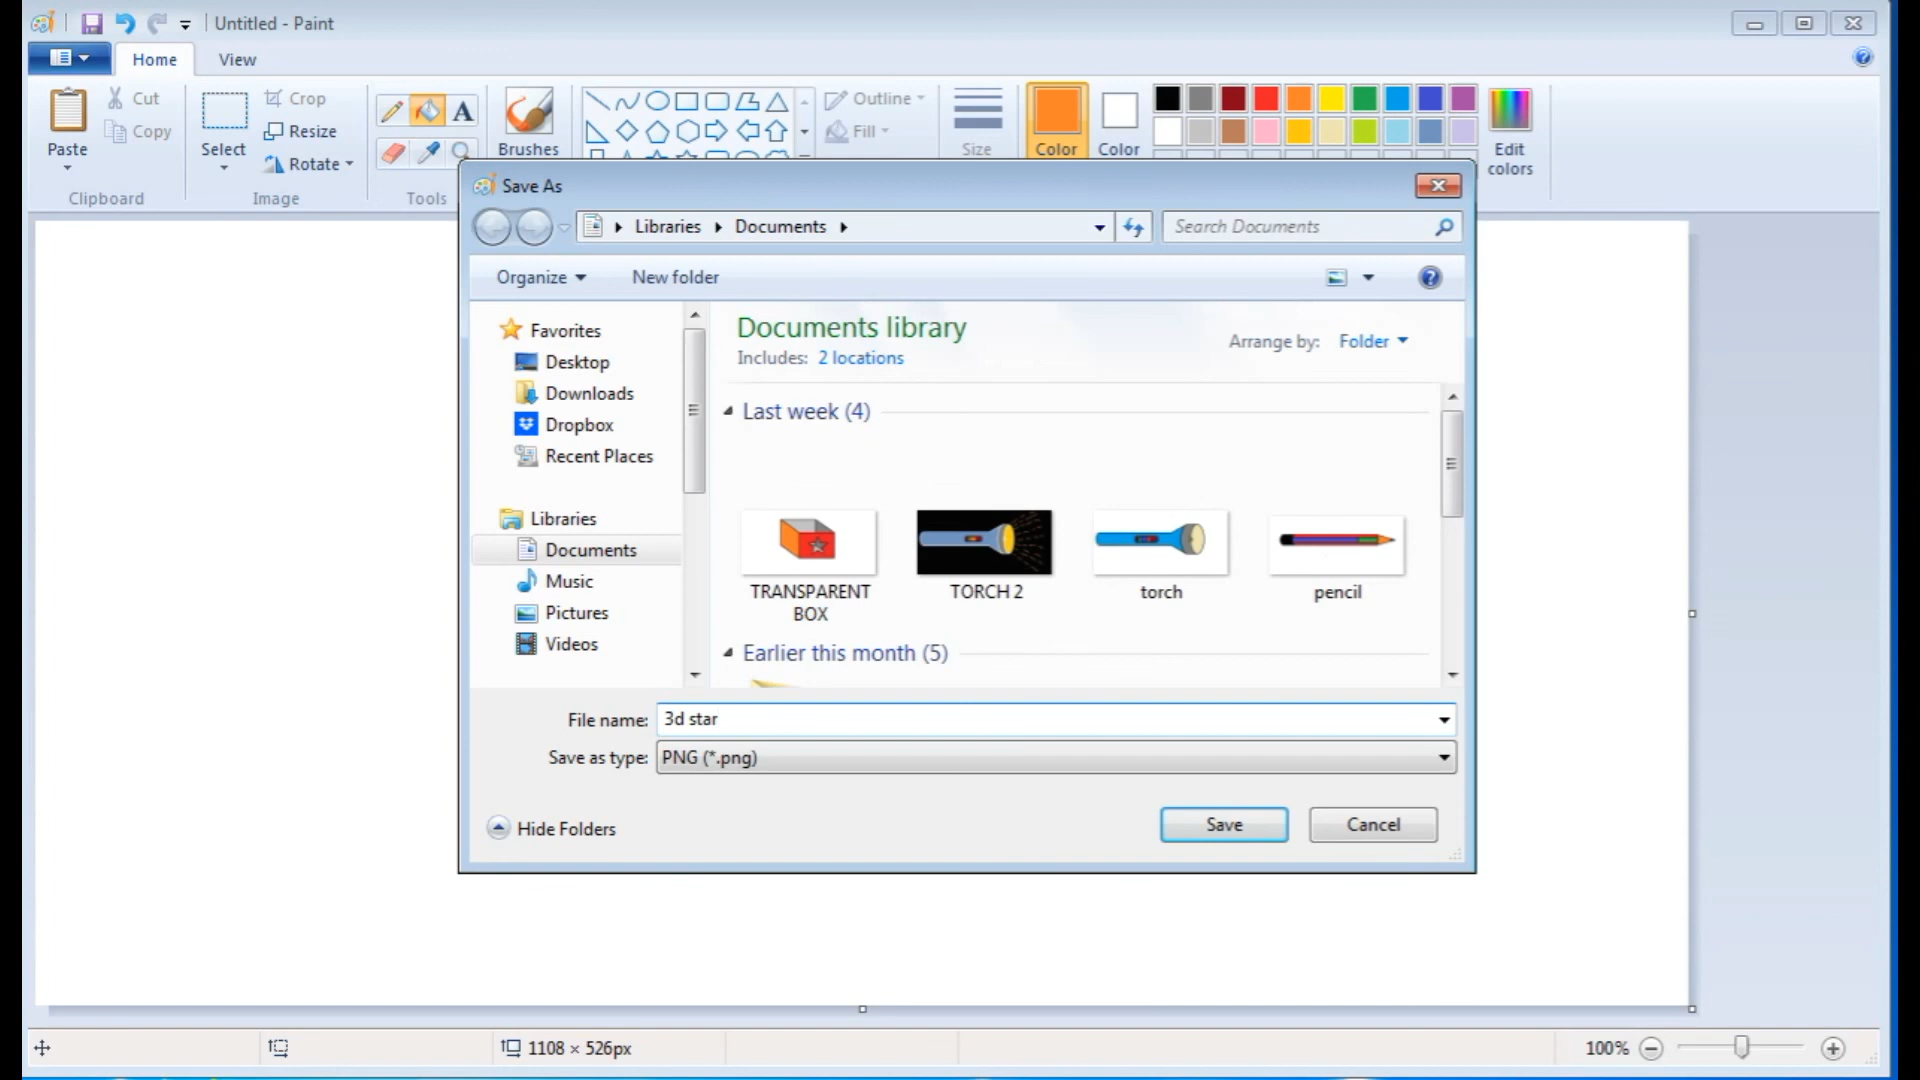 Untitled - Paint
Home View
Paste
Cut
Copy
Clipboard
Select
Crop
Resize
Rotate
Image
A
Tools
Brushes
Outline
Fill
Size
Color
Color
Edit
colors
Save As
Libraries Documents
Search Documents
Organize New folder
Favorites
Desktop
Downloads
Dropbox
Recent Places
Libraries
Documents
Music
Pictures
Videos
Documents library
Includes: 2 locations
Arrange by: Folder
Last week (4)
TRANSPARENT
BOX
TORCH 2
torch
pencil
Earlier this month (5)
File name: 3d star
Save as type: PNG (*.png)
Hide Folders
Save
Cancel
1108 × 526px
100%